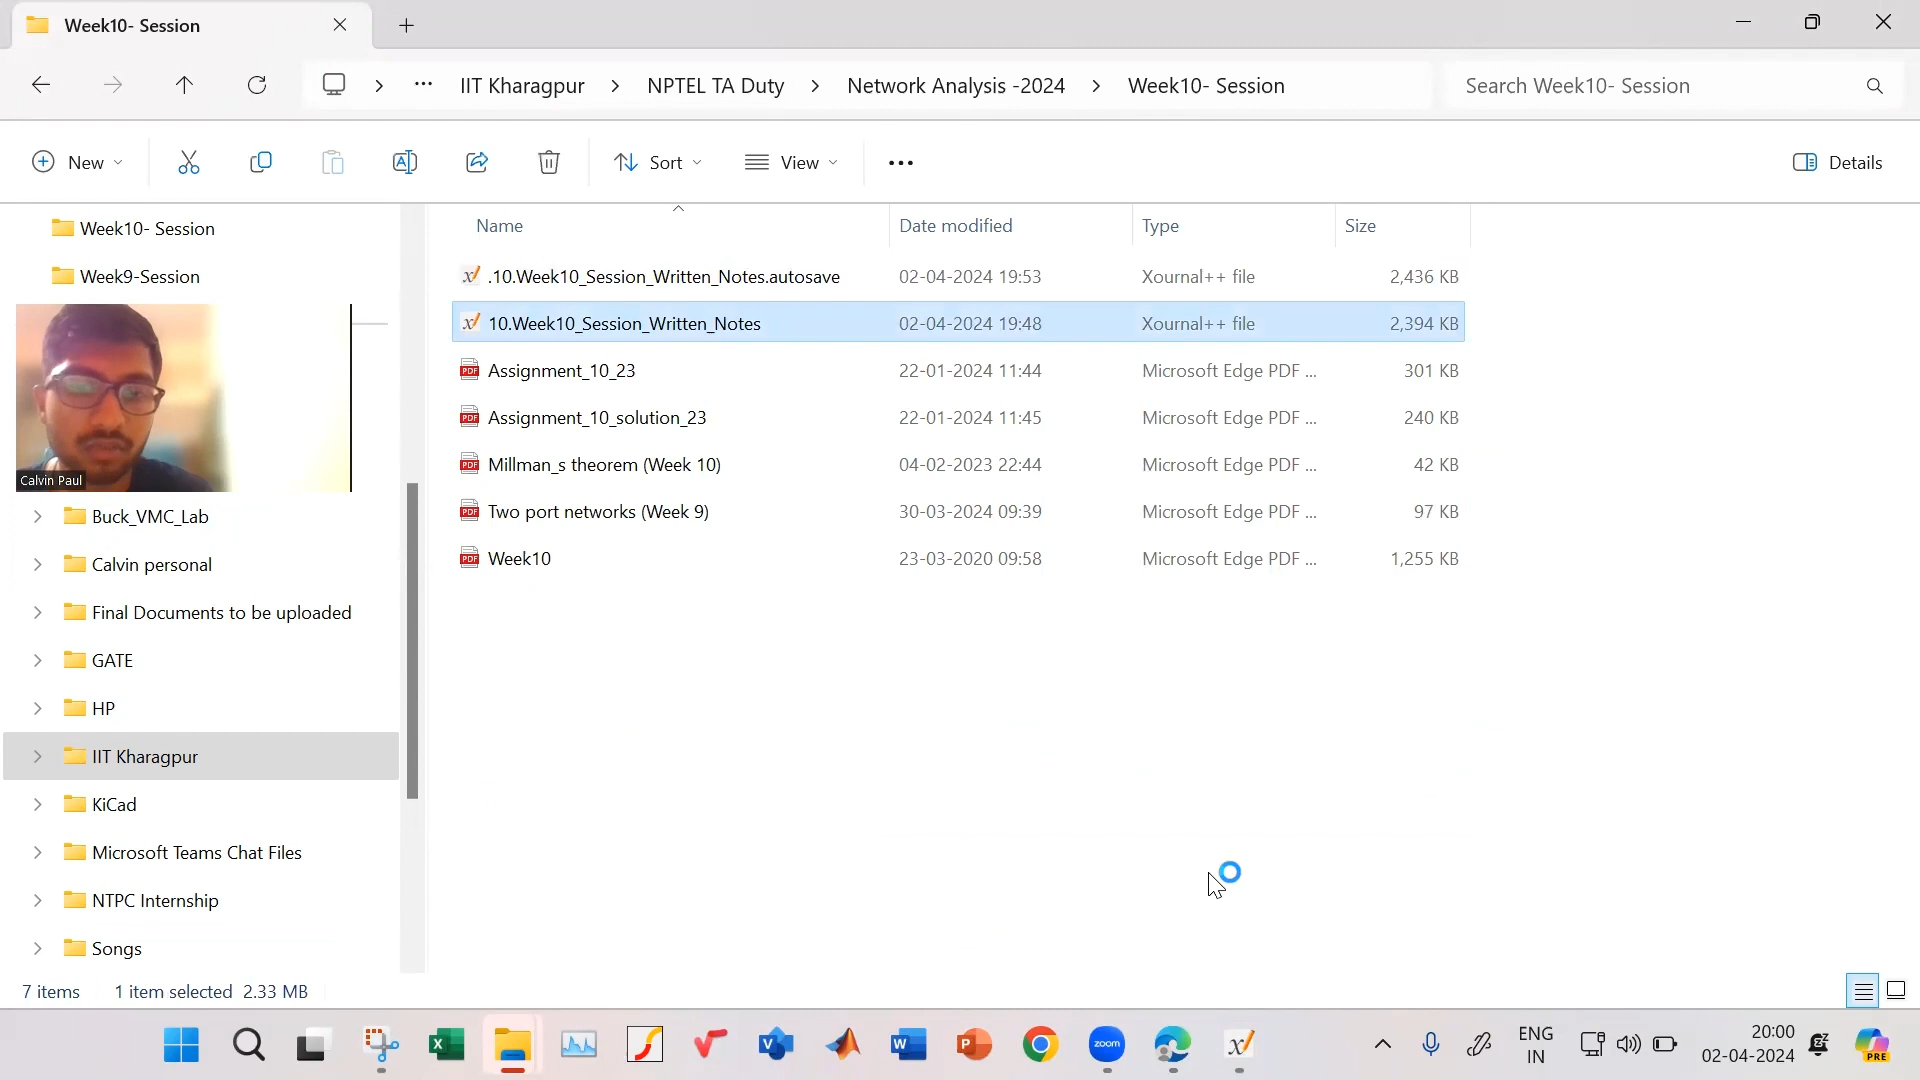 Week10- Session
IIT Kharagpur
NPTEL TA Duty
Network Analysis -2024
Week10- Session
Search Week10- Session
New
Sort
View
Details
Week10- Session
Week9-Session
Calvin Paul
Buck_VMC_Lab
Calvin personal
Final Documents to be uploaded
GATE
HP
IIT Kharagpur
KiCad
Microsoft Teams Chat Files
NTPC Internship
Songs
Name Date modified Type Size
.10.Week10_Session_Written_Notes.autosave 02-04-2024 19:53 Xournal++ file 2,436 KB
10.Week10_Session_Written_Notes 02-04-2024 19:48 Xournal++ file 2,394 KB
PDF Assignment_10_23 22-01-2024 11:44 Microsoft Edge PDF ... 301 KB
PDF Assignment_10_solution_23 22-01-2024 11:45 Microsoft Edge PDF ... 240 KB
PDF Millman_s theorem (Week 10) 04-02-2023 22:44 Microsoft Edge PDF ... 42 KB
PDF Two port networks (Week 9) 30-03-2024 09:39 Microsoft Edge PDF ... 97 KB
PDF Week10 23-03-2020 09:58 Microsoft Edge PDF ... 1,255 KB
7 items 1 item selected 2.33 MB
zoom
ENG
IN
20:00
02-04-2024
PRE